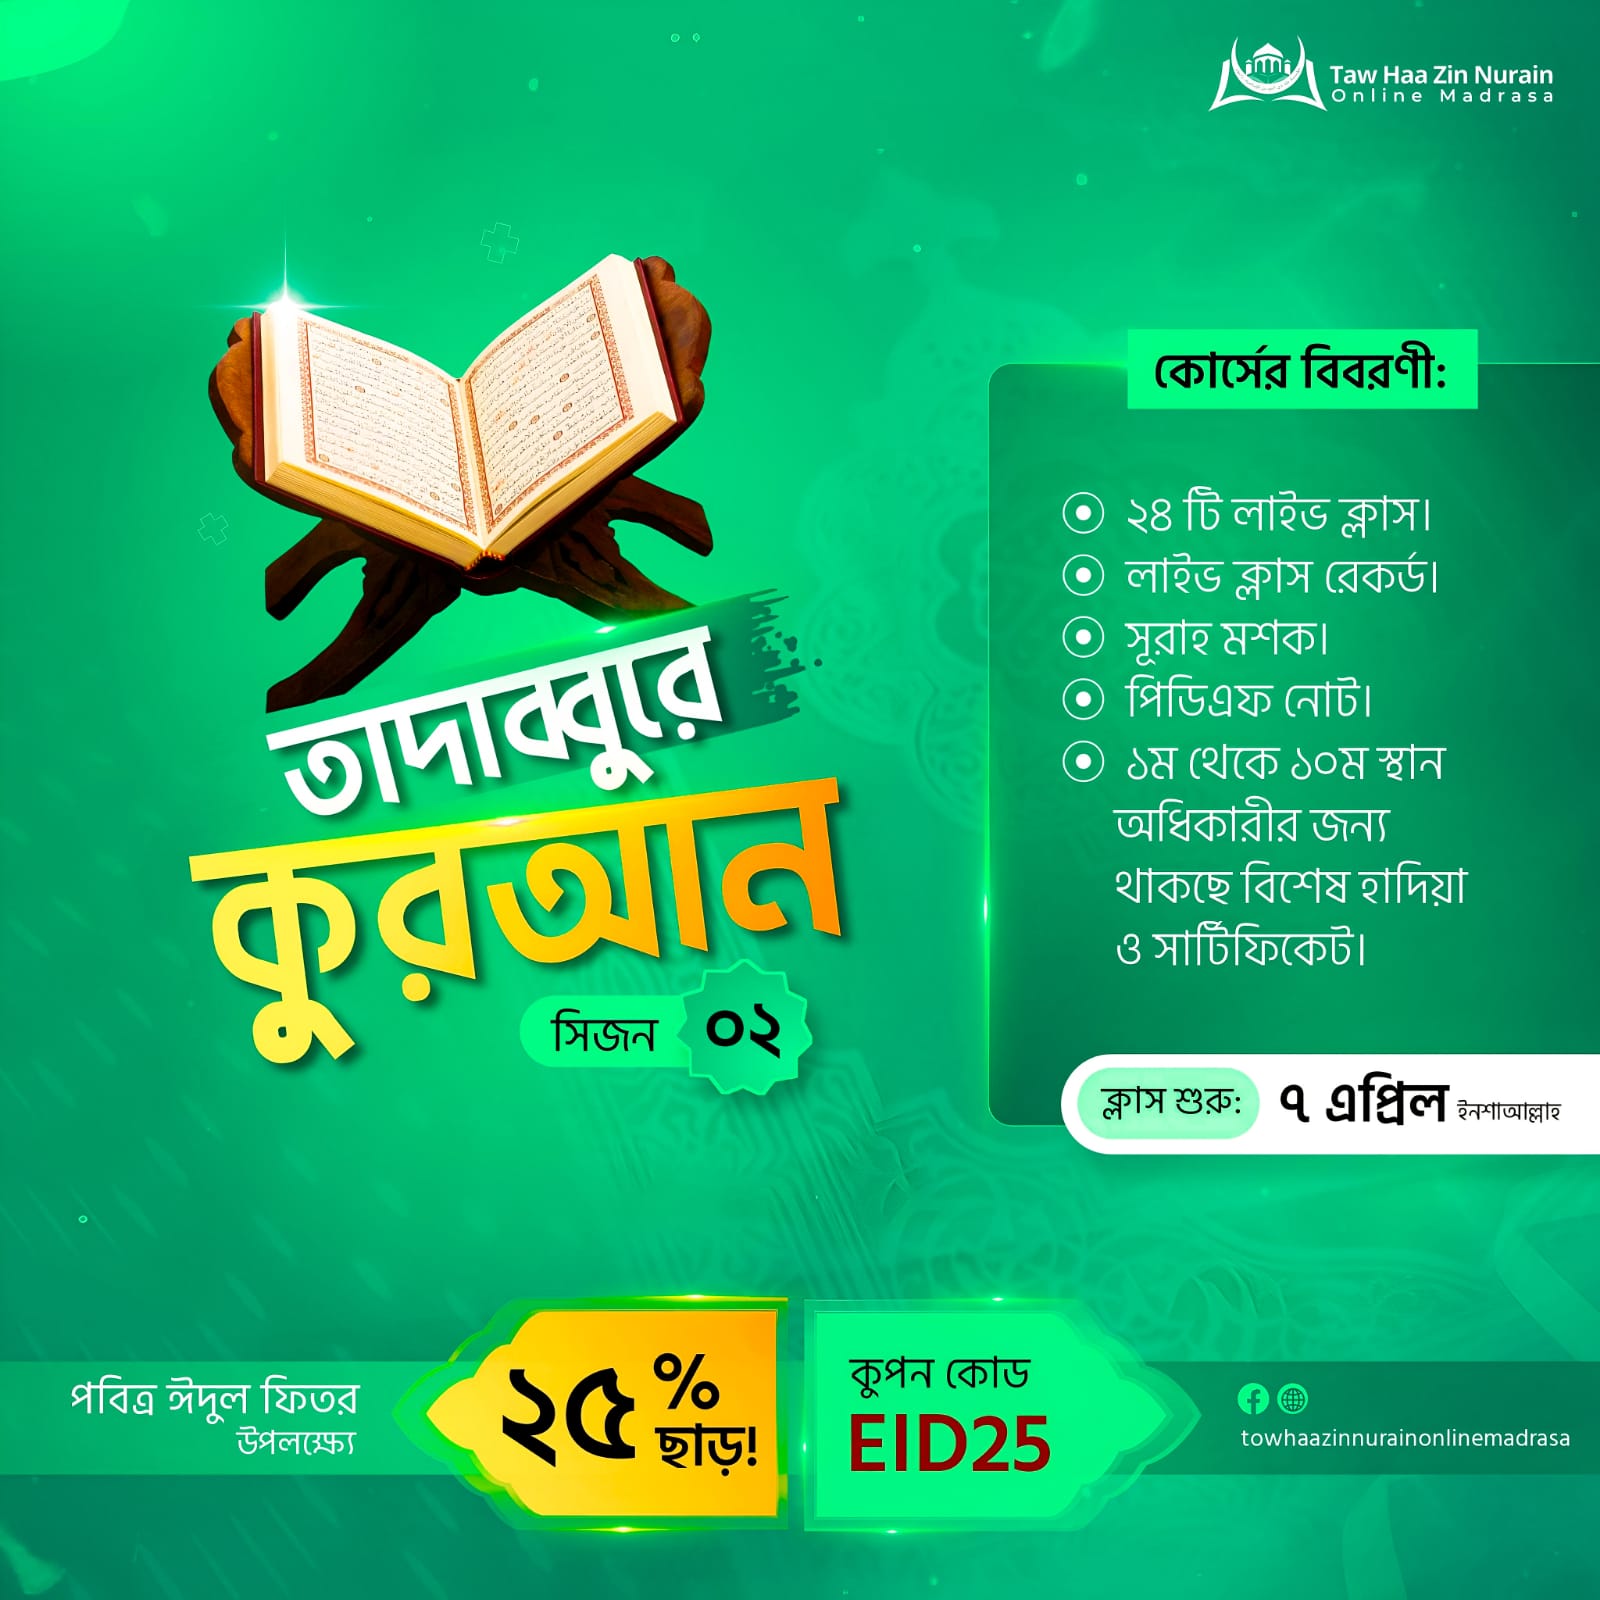 Taw Haa Zin Nurain
Online Madrasa
তাদাব্বুরে
কুরআন
সিজন ০২
কোর্সের বিবরণী:
২৪ টি লাইভ ক্লাস।
লাইভ ক্লাস রেকর্ড।
সূরাহ মশক।
পিডিএফ নোট।
১ম থেকে ১০ম স্থান
অধিকারীর জন্য
থাকছে বিশেষ হাদিয়া
ও সার্টিফিকেট।
ক্লাস শুরু: ৭ এপ্রিল ইনশাআল্লাহ
পবিত্র ঈদুল ফিতর
উপলক্ষ্যে
২৫%
ছাড়!
কুপন কোড
EID25
towhaazinnurainonlinemadrasa